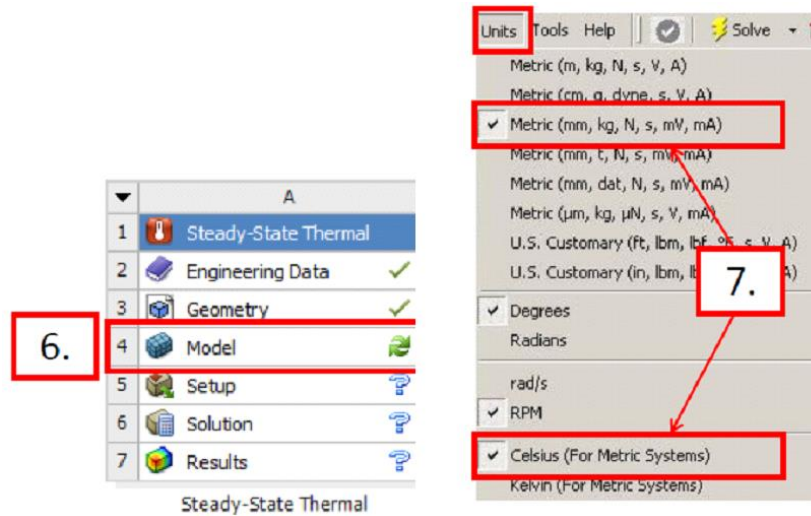 6.
A
1 Steady-State Thermal
2 Engineering Data
3 Geometry
4 Model
5 Setup
6 Solution
7 Results
Steady-State Thermal
Units Tools Help Solve
Metric (m, kg, N, s, V, A)
Metric (cm, g, dyne, s, V, A)
Metric (mm, kg, N, s, mV, mA)
Metric (mm, t, N, s, mV, mA)
Metric (mm, dat, N, s, mV, mA)
Metric (µm, kg, µN, s, V, mA)
U.S. Customary (ft, lbm, lbf, °F, s, V, A)
U.S. Customary (in, lbm, A)
7.
Degrees
Radians
rad/s
RPM
Celsius (For Metric Systems)
Kelvin (For Metric Systems)